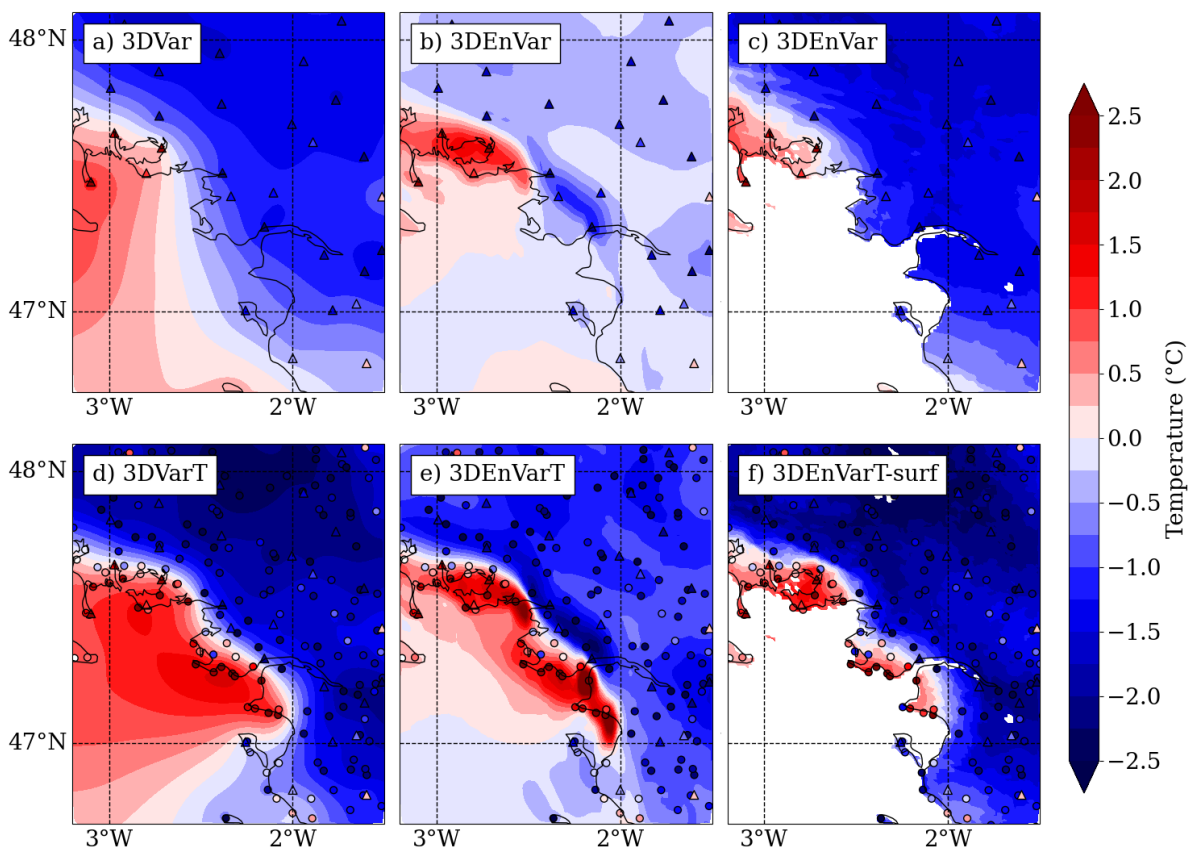 a) 3DVar
b) 3DEnVar
c) 3DEnVar
48°N
47°N
3°W
2°W
3°W
2°W
3°W
2°W
d) 3DVarT
e) 3DEnVarT
f) 3DEnVarT-surf
48°N
47°N
3°W
2°W
3°W
2°W
3°W
2°W
2.5
2.0
1.5
1.0
0.5
0.0
−0.5
−1.0
−1.5
−2.0
−2.5
Temperature (°C)